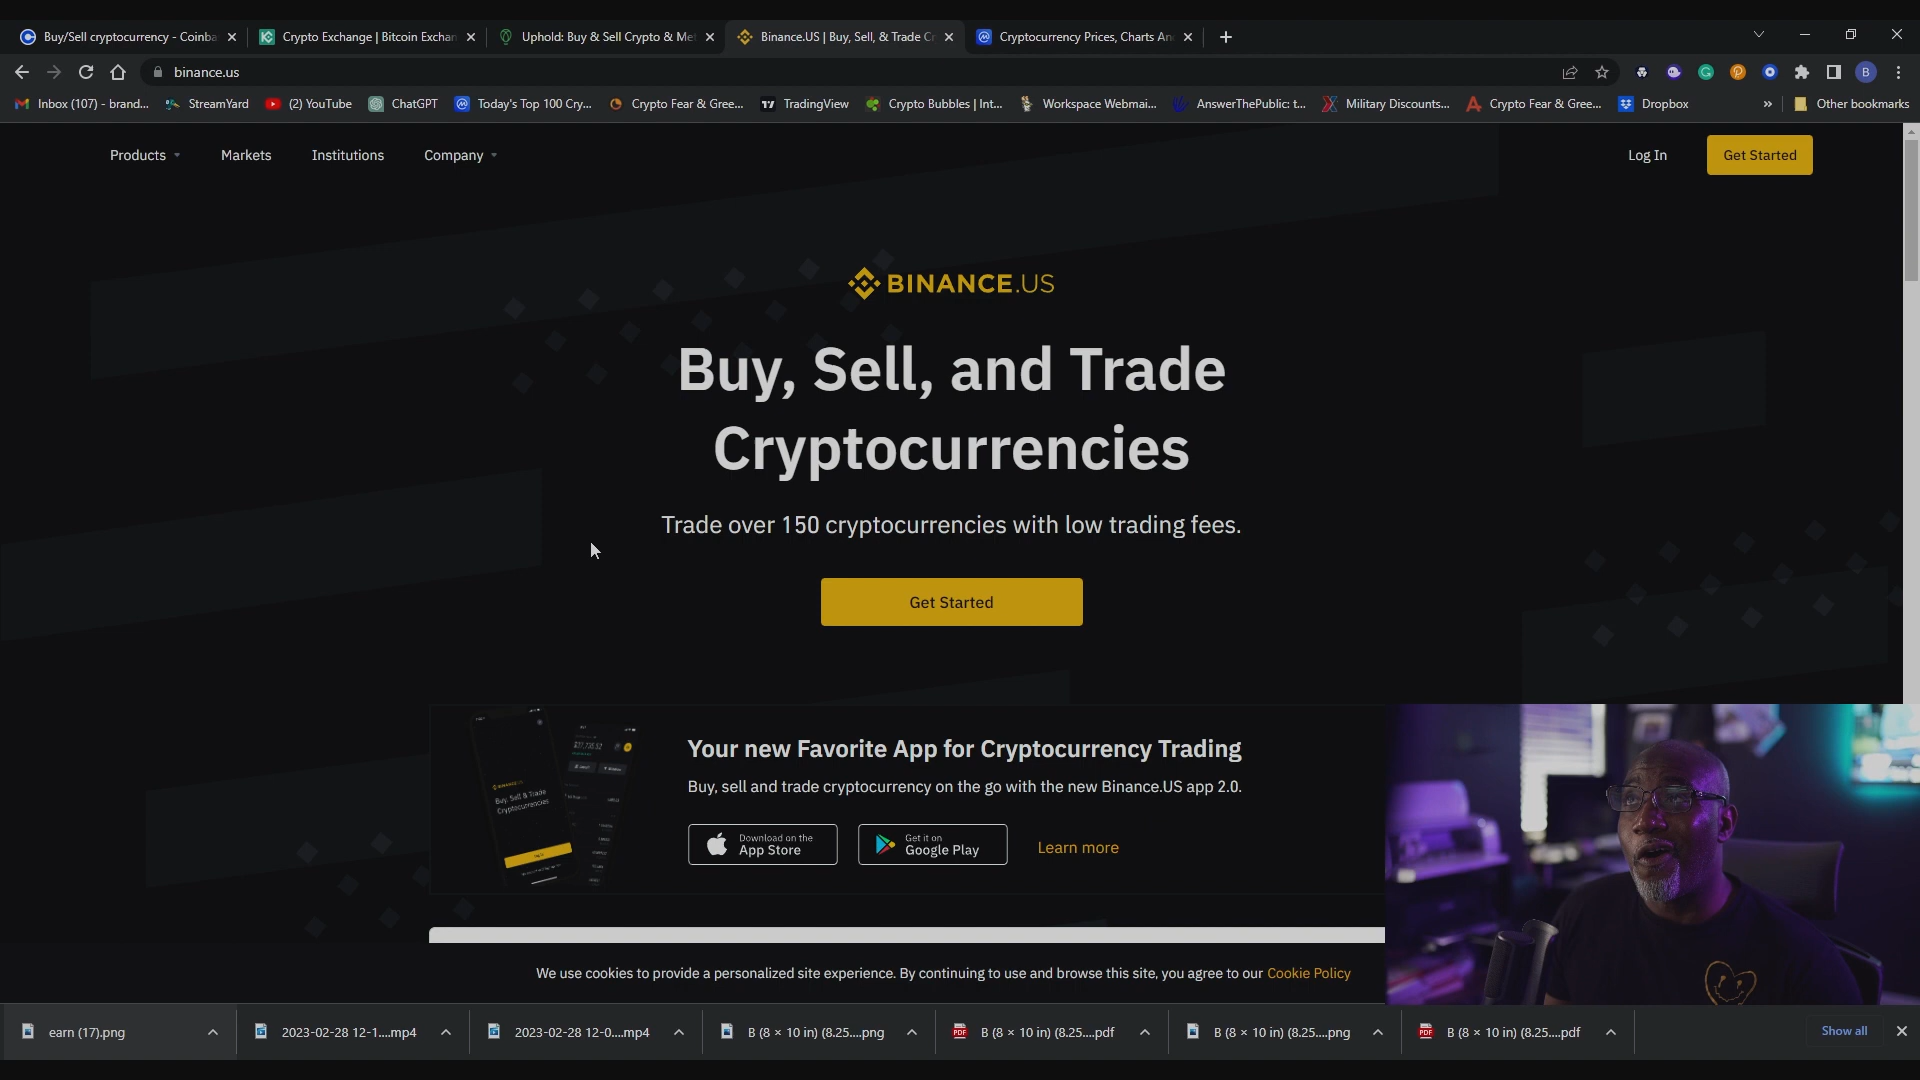 Buy/Sell cryptocurrency - Coinba
Crypto Exchange | Bitcoin Exchan
Uphold: Buy & Sell Crypto & Me
Binance.US | Buy, Sell, & Trade C
Cryptocurrency Prices, Charts An
binance.us
B
Inbox (107) - brand...
StreamYard
(2) YouTube
ChatGPT
Today's Top 100 Cry...
Crypto Fear & Gree...
TradingView
Crypto Bubbles | Int...
Workspace Webmai...
AnswerThePublic: t...
Military Discounts...
Crypto Fear & Gree...
Dropbox
»
Other bookmarks
Products
Markets
Institutions
Company
Log In
Get Started
BINANCE.US
Buy, Sell, and Trade
Cryptocurrencies
Trade over 150 cryptocurrencies with low trading fees.
Get Started
Buy, Sell & Trade
Cryptocurrencies
Your new Favorite App for Cryptocurrency Trading
Buy, sell and trade cryptocurrency on the go with the new Binance.US app 2.0.
Download on the
App Store
Get it on
Google Play
Learn more
We use cookies to provide a personalized site experience. By continuing to use and browse this site, you agree to our Cookie Policy
earn (17).png
2023-02-28 12-1....mp4
2023-02-28 12-0....mp4
B (8 × 10 in) (8.25....png
B (8 × 10 in) (8.25....pdf
B (8 × 10 in) (8.25....png
B (8 × 10 in) (8.25....pdf
Show all